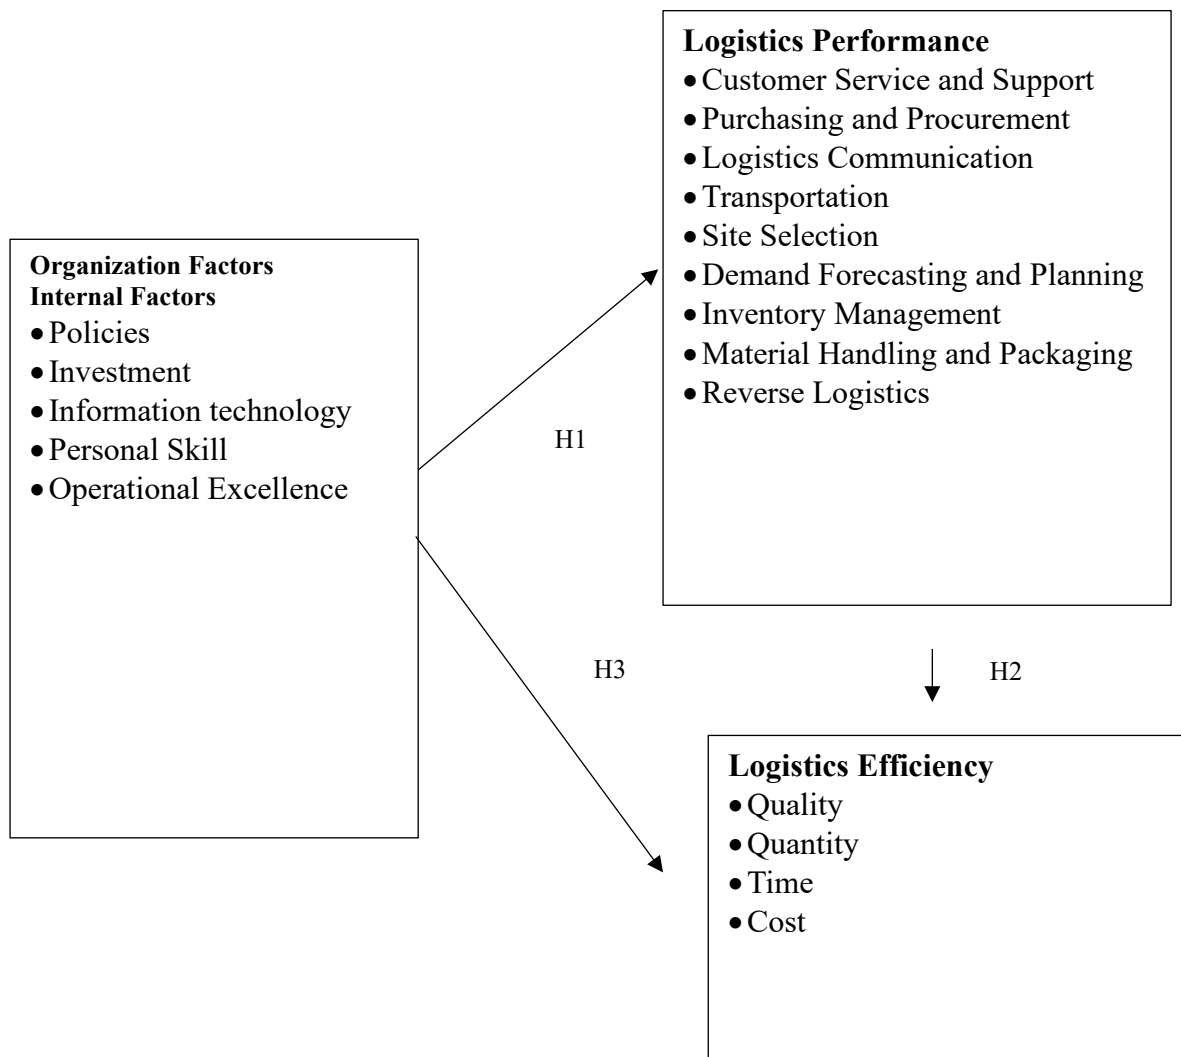 Logistics Performance
• Customer Service and Support
• Purchasing and Procurement
• Logistics Communication
• Transportation
• Site Selection
• Demand Forecasting and Planning
• Inventory Management
• Material Handling and Packaging
• Reverse Logistics
Organization Factors
Internal Factors
• Policies
• Investment
• Information technology
• Personal Skill
• Operational Excellence
H1
H3
H2
Logistics Efficiency
• Quality
• Quantity
• Time
• Cost